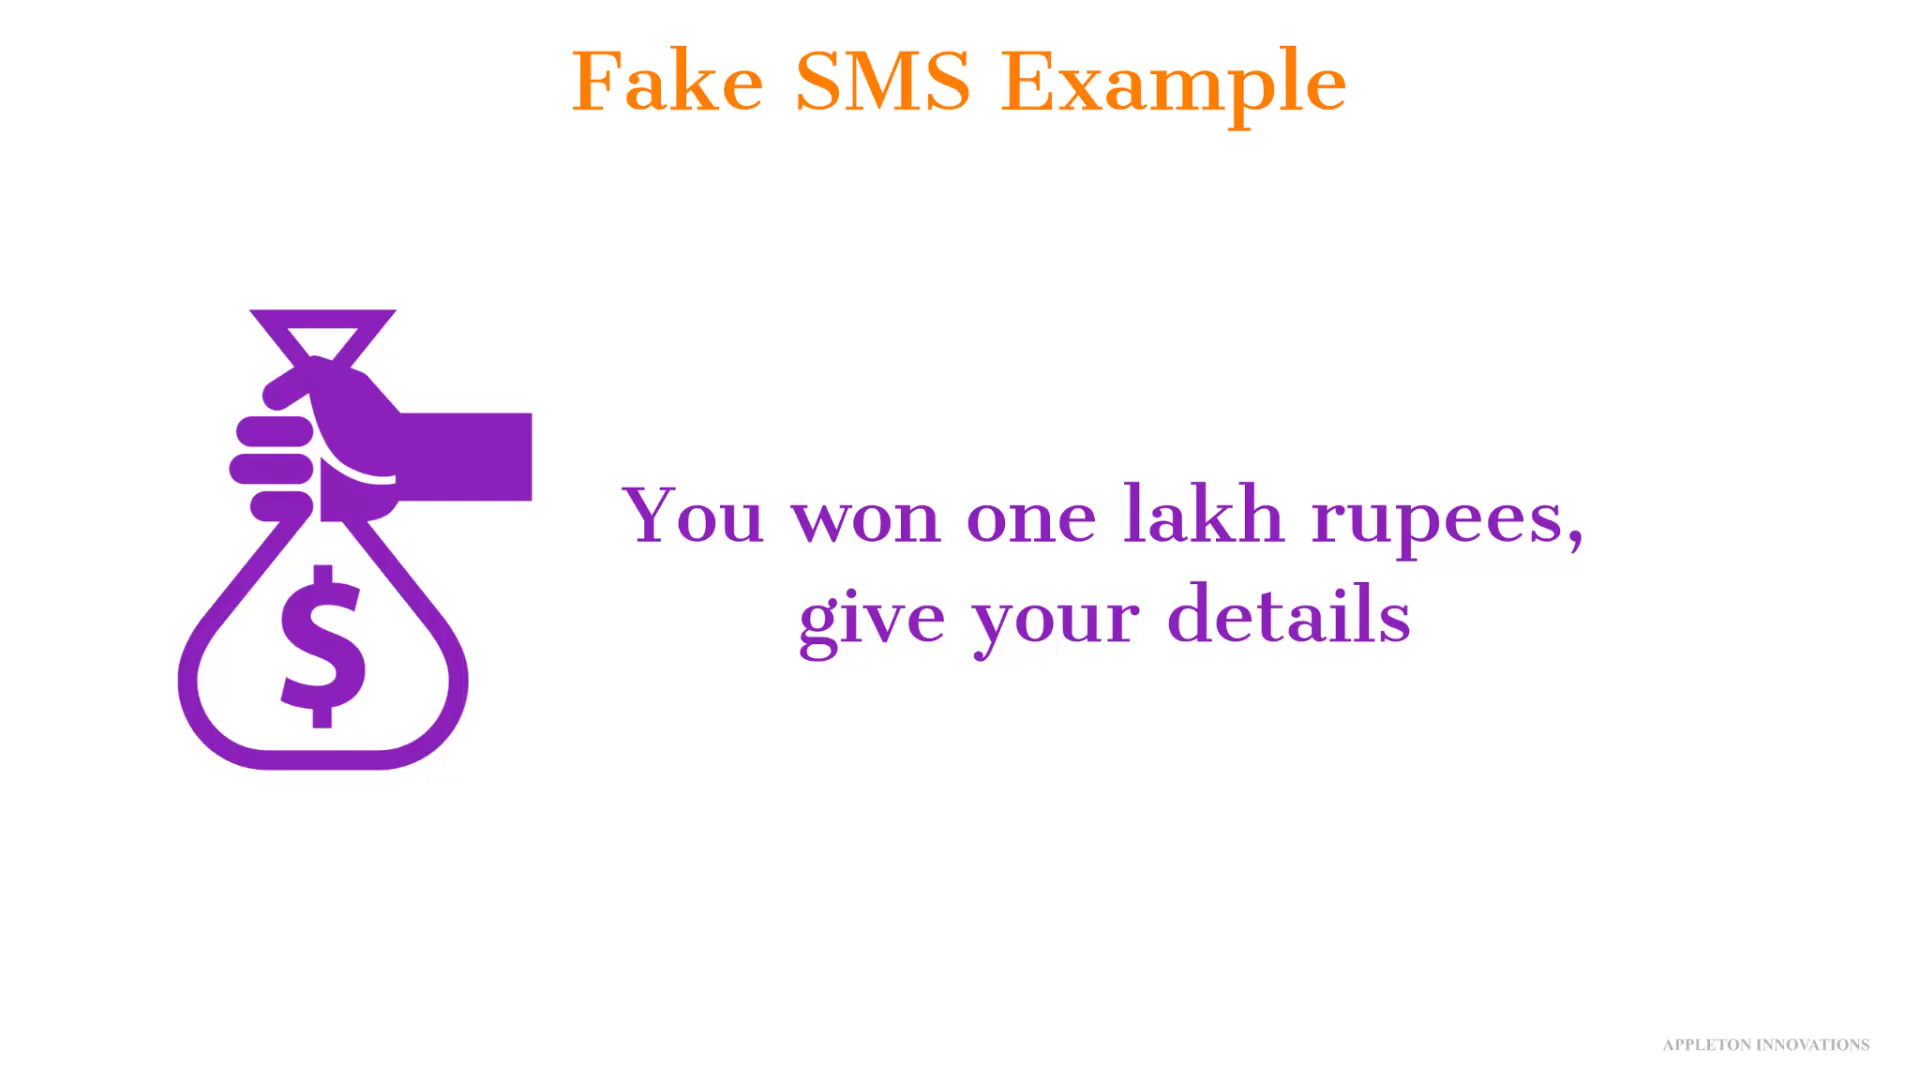 Fake SMS Example
$
You won one lakh rupees,
give your details
APPLETON INNOVATIONS